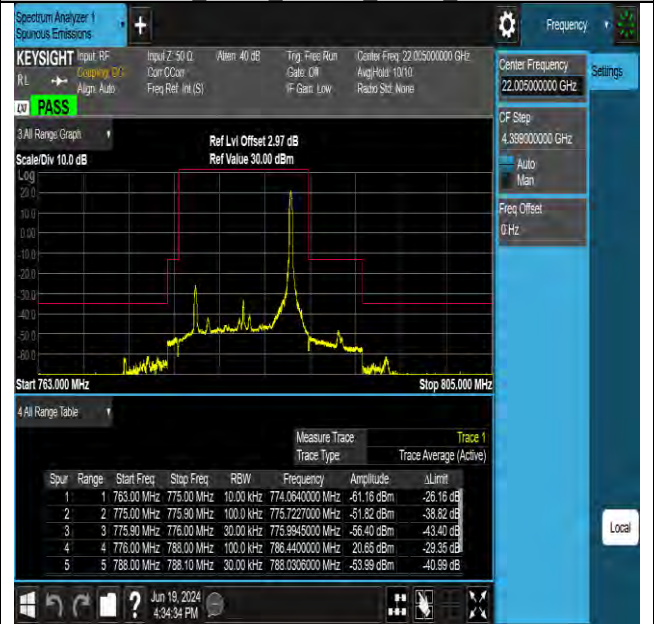 Spectrum Analyzer 1
Spurious Emissions
+
Frequency
KEYSIGHT Input: RF Input Z: 50 Ω Atten: 40 dB Trig: Free Run Center Freq: 22.005000000 GHz
RL Coupling: DC Corr CCorr Gate: Off Avg|Hold: 10/10
Align: Auto Freq Ref: Int (S) IF Gain: Low Radio Std: None
LXI PASS
3 All Range Graph
Ref Lvl Offset 2.97 dB
Scale/Div 10.0 dB Ref Value 30.00 dBm
Log
20.0
10.0
0.00
-10.0
-20.0
-30.0
-40.0
-50.0
-60.0
Start 763.000 MHz Stop 805.000 MHz
4 All Range Table
Measure Trace Trace 1
Trace Type Trace Average (Active)
Spur Range Start Freq Stop Freq RBW Frequency Amplitude ΔLimit
1 1 763.00 MHz 775.00 MHz 10.00 kHz 774.0640000 MHz -61.16 dBm -26.16 dB
2 2 775.00 MHz 775.90 MHz 100.0 kHz 775.7227000 MHz -51.82 dBm -38.82 dB
3 3 775.90 MHz 776.00 MHz 30.00 kHz 775.9945000 MHz -56.40 dBm -43.40 dB
4 4 776.00 MHz 788.00 MHz 100.0 kHz 786.4400000 MHz 20.65 dBm -29.35 dB
5 5 788.00 MHz 788.10 MHz 30.00 kHz 788.0306000 MHz -53.99 dBm -40.99 dB
Center Frequency
22.005000000 GHz
Settings
CF Step
4.399000000 GHz
Auto
Man
Freq Offset
0 Hz
Local
?
Jun 19, 2024
4:34:34 PM